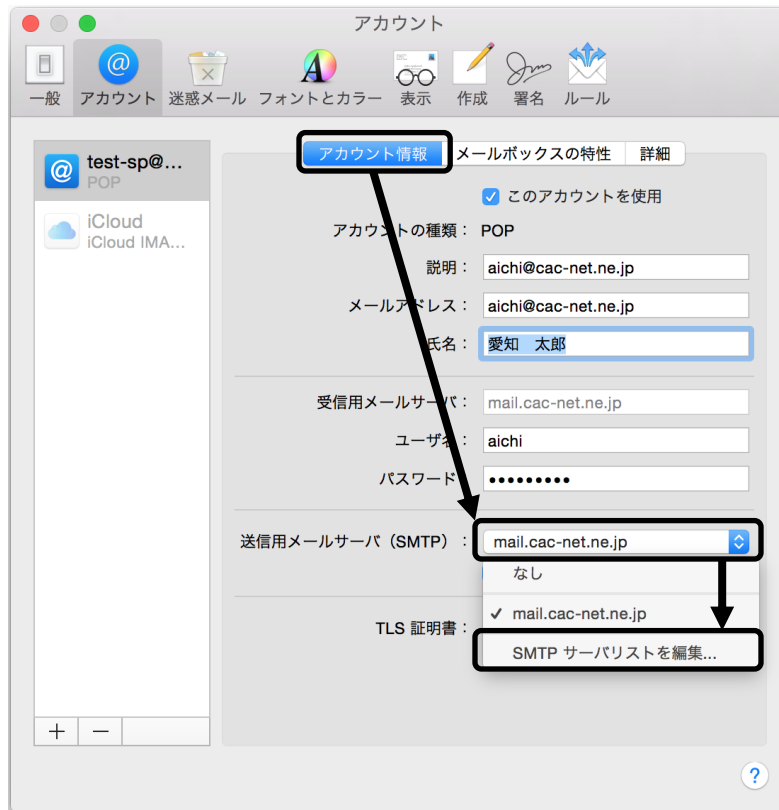 アカウント
一般 アカウント 迷惑メール フォントとカラー 表示 作成 署名 ルール
test-sp@...
POP
iCloud
iCloud IMA...
アカウント情報 メールボックスの特性 詳細
このアカウントを使用
アカウントの種類： POP
説明： aichi@cac-net.ne.jp
メールアドレス： aichi@cac-net.ne.jp
氏名： 愛知　太郎
受信用メールサーバ： mail.cac-net.ne.jp
ユーザ名： aichi
パスワード •••••••••
送信用メールサーバ（SMTP）： mail.cac-net.ne.jp
なし
✓ mail.cac-net.ne.jp
TLS 証明書：
SMTP サーバリストを編集...
+ −
?